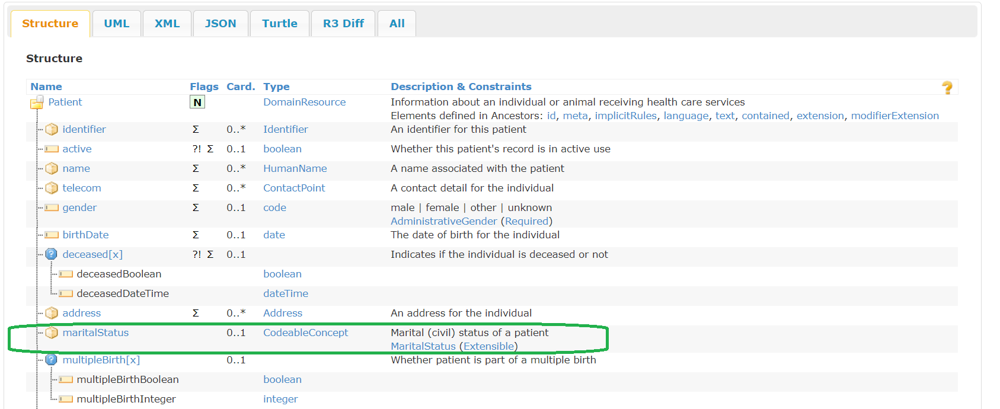 Structure UML XML JSON Turtle R3 Diff All
Structure
Name Flags Card. Type Description & Constraints ?
Patient N DomainResource Information about an individual or animal receiving health care services
Elements defined in Ancestors: id, meta, implicitRules, language, text, contained, extension, modifierExtension
identifier Σ 0..* Identifier An identifier for this patient
active ?! Σ 0..1 boolean Whether this patient's record is in active use
name Σ 0..* HumanName A name associated with the patient
telecom Σ 0..* ContactPoint A contact detail for the individual
gender Σ 0..1 code male | female | other | unknown
AdministrativeGender (Required)
birthDate Σ 0..1 date The date of birth for the individual
? deceased[x] ?! Σ 0..1 Indicates if the individual is deceased or not
deceasedBoolean boolean
deceasedDateTime dateTime
address Σ 0..* Address An address for the individual
maritalStatus 0..1 CodeableConcept Marital (civil) status of a patient
MaritalStatus (Extensible)
? multipleBirth[x] 0..1 Whether patient is part of a multiple birth
multipleBirthBoolean boolean
multipleBirthInteger integer